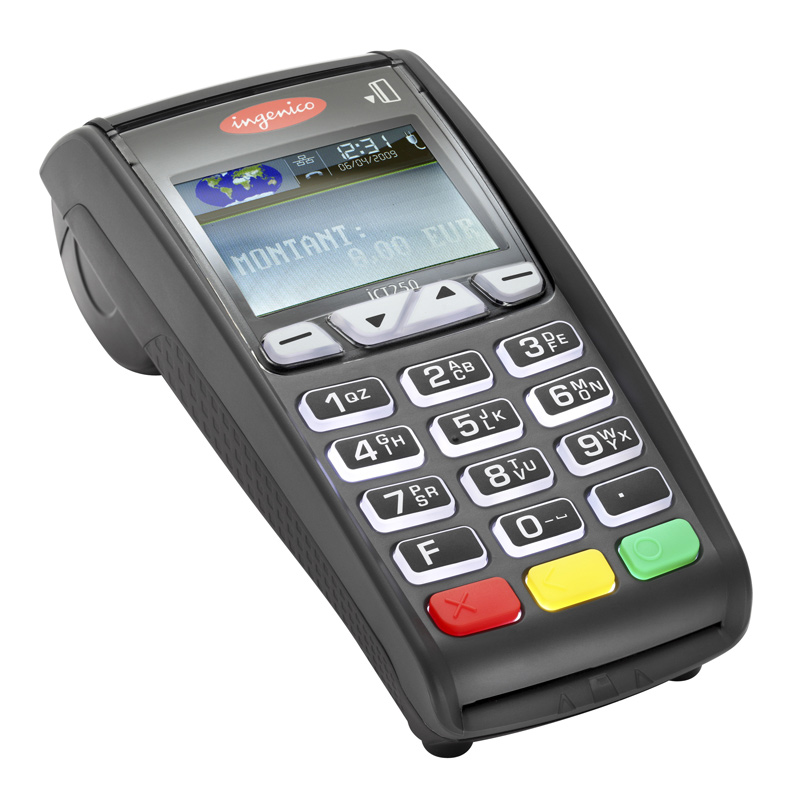 ingenico
12:31
06/04/2009
MONTANT:
0.00 EUR
iCT250
1 QZ
2 ABC
3 DEF
4 GHI
5 JKL
6 MNO
7 PRS
8 TUV
9 WXY
F
0
.